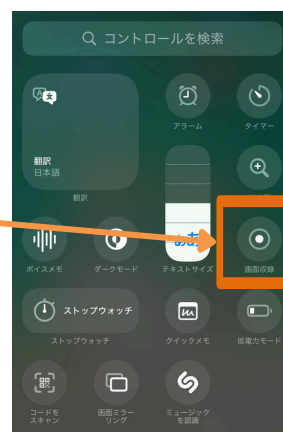 コントロールを検索
アラーム
タイマー
翻訳
日本語
翻訳
ああ
ボイスメモ
ダークモード
テキストサイズ
画面収録
ストップウォッチ
ストップウォッチ
クイックメモ
低電力モード
コードを
スキャン
画面ミラー
リング
ミュージック
を認識